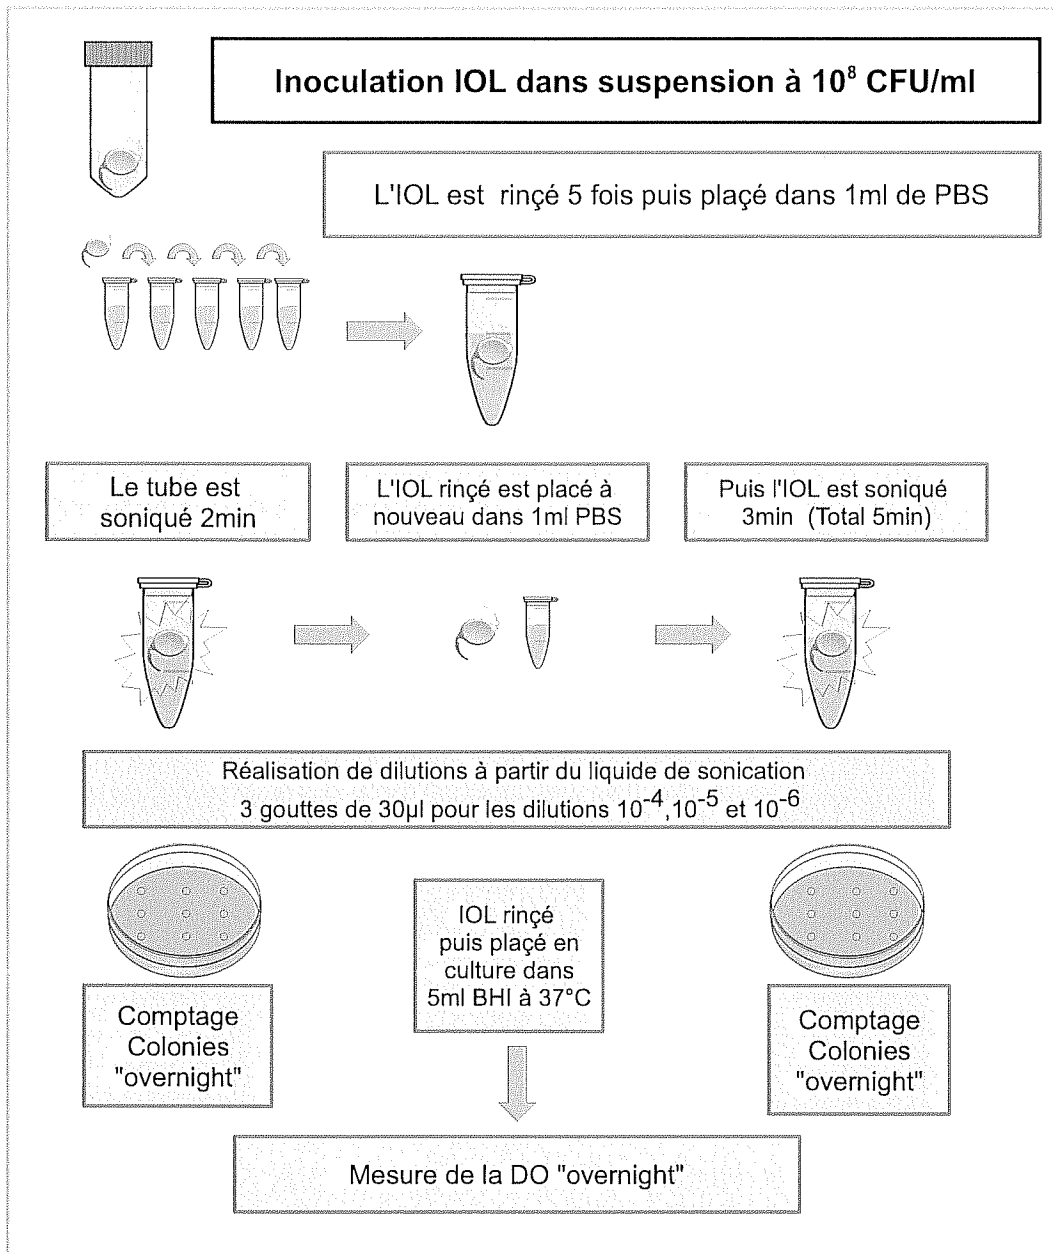 Inoculation IOL dans suspension à 10⁸ CFU/ml
L'IOL est rinçé 5 fois puis plaçé dans 1ml de PBS
Le tube est
soniqué 2min
L'IOL rinçé est placé à
nouveau dans 1ml PBS
Puis l'IOL est soniqué
3min (Total 5min)
Réalisation de dilutions à partir du liquide de sonication
3 gouttes de 30µl pour les dilutions 10⁻⁴,10⁻⁵ et 10⁻⁶
IOL rinçé
puis plaçé en
culture dans
5ml BHI à 37°C
Comptage
Colonies
"overnight"
Comptage
Colonies
"overnight"
Mesure de la DO "overnight"